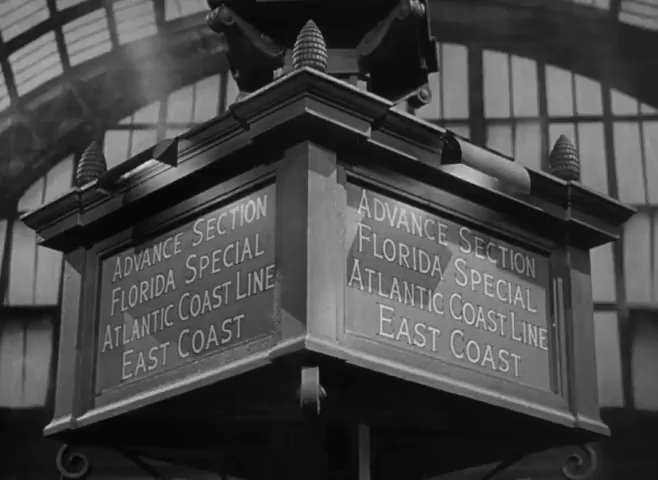 Advance Section
Florida Special
Atlantic Coast Line
East Coast
Advance Section
Florida Special
Atlantic Coast Line
East Coast